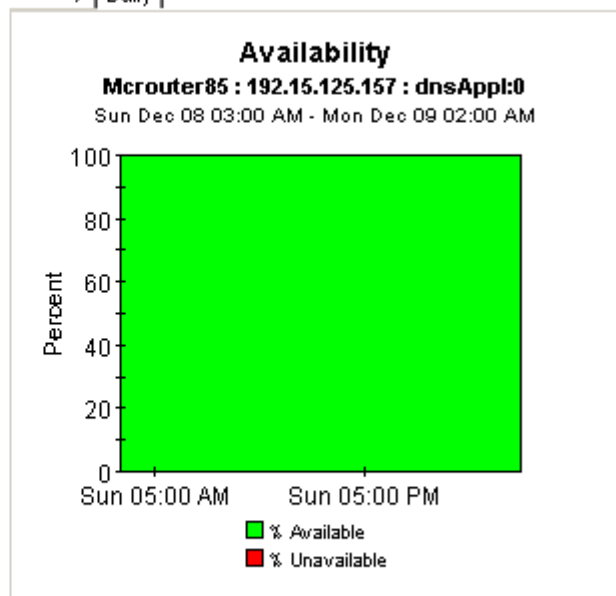 Daily
Availability
Mcrouter85 : 192.15.125.157 : dnsAppl:0
Sun Dec 08 03:00 AM - Mon Dec 09 02:00 AM
100
80
60
40
20
0
Percent
Sun 05:00 AM Sun 05:00 PM
% Available
% Unavailable